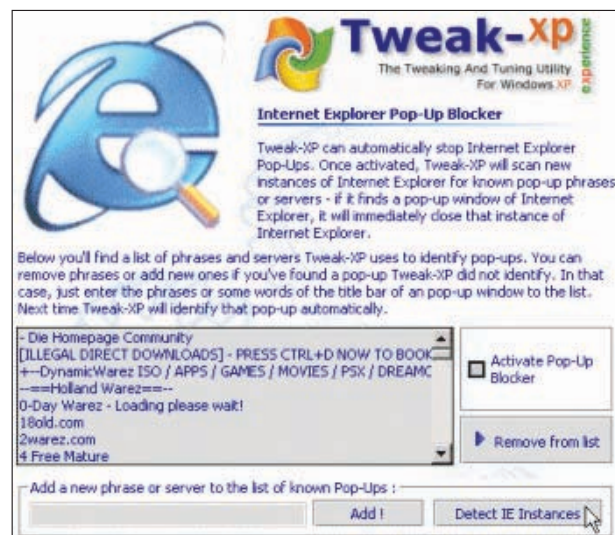 Tweak-XP
experience
The Tweaking And Tuning Utility
For Windows XP
Internet Explorer Pop-Up Blocker
Tweak-XP can automatically stop Internet Explorer
Pop-Ups. Once activated, Tweak-XP will scan new
instances of Internet Explorer for known pop-up phrases
or servers - if it finds a pop-up window of Internet
Explorer, it will immediately close that instance of
Internet Explorer.
Below you'll find a list of phrases and servers Tweak-XP uses to identify pop-ups. You can
remove phrases or add new ones if you've found a pop-up Tweak-XP did not identify. In that
case, just enter the phrases or some words of the title bar of an pop-up window to the list.
Next time Tweak-XP will identify that pop-up automatically.
- Die Homepage Community
[ILLEGAL DIRECT DOWNLOADS] - PRESS CTRL+D NOW TO BOOK
+--DynamicWarez ISO / APPS / GAMES / MOVIES / PSX / DREAMC
--==Holland Warez==--
0-Day Warez - Loading please wait!
18old.com
2warez.com
4 Free Mature
Activate Pop-Up
Blocker
Remove from list
Add a new phrase or server to the list of known Pop-Ups :
Add !
Detect IE Instances